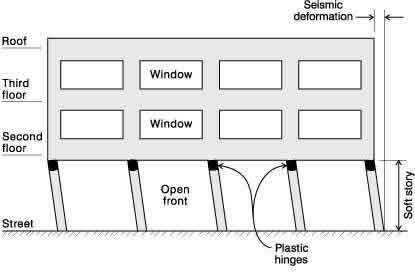 Seismic
deformation
Roof
Window
Third
floor
Window
Second
floor
Open
front
Soft story
Street
Plastic
hinges